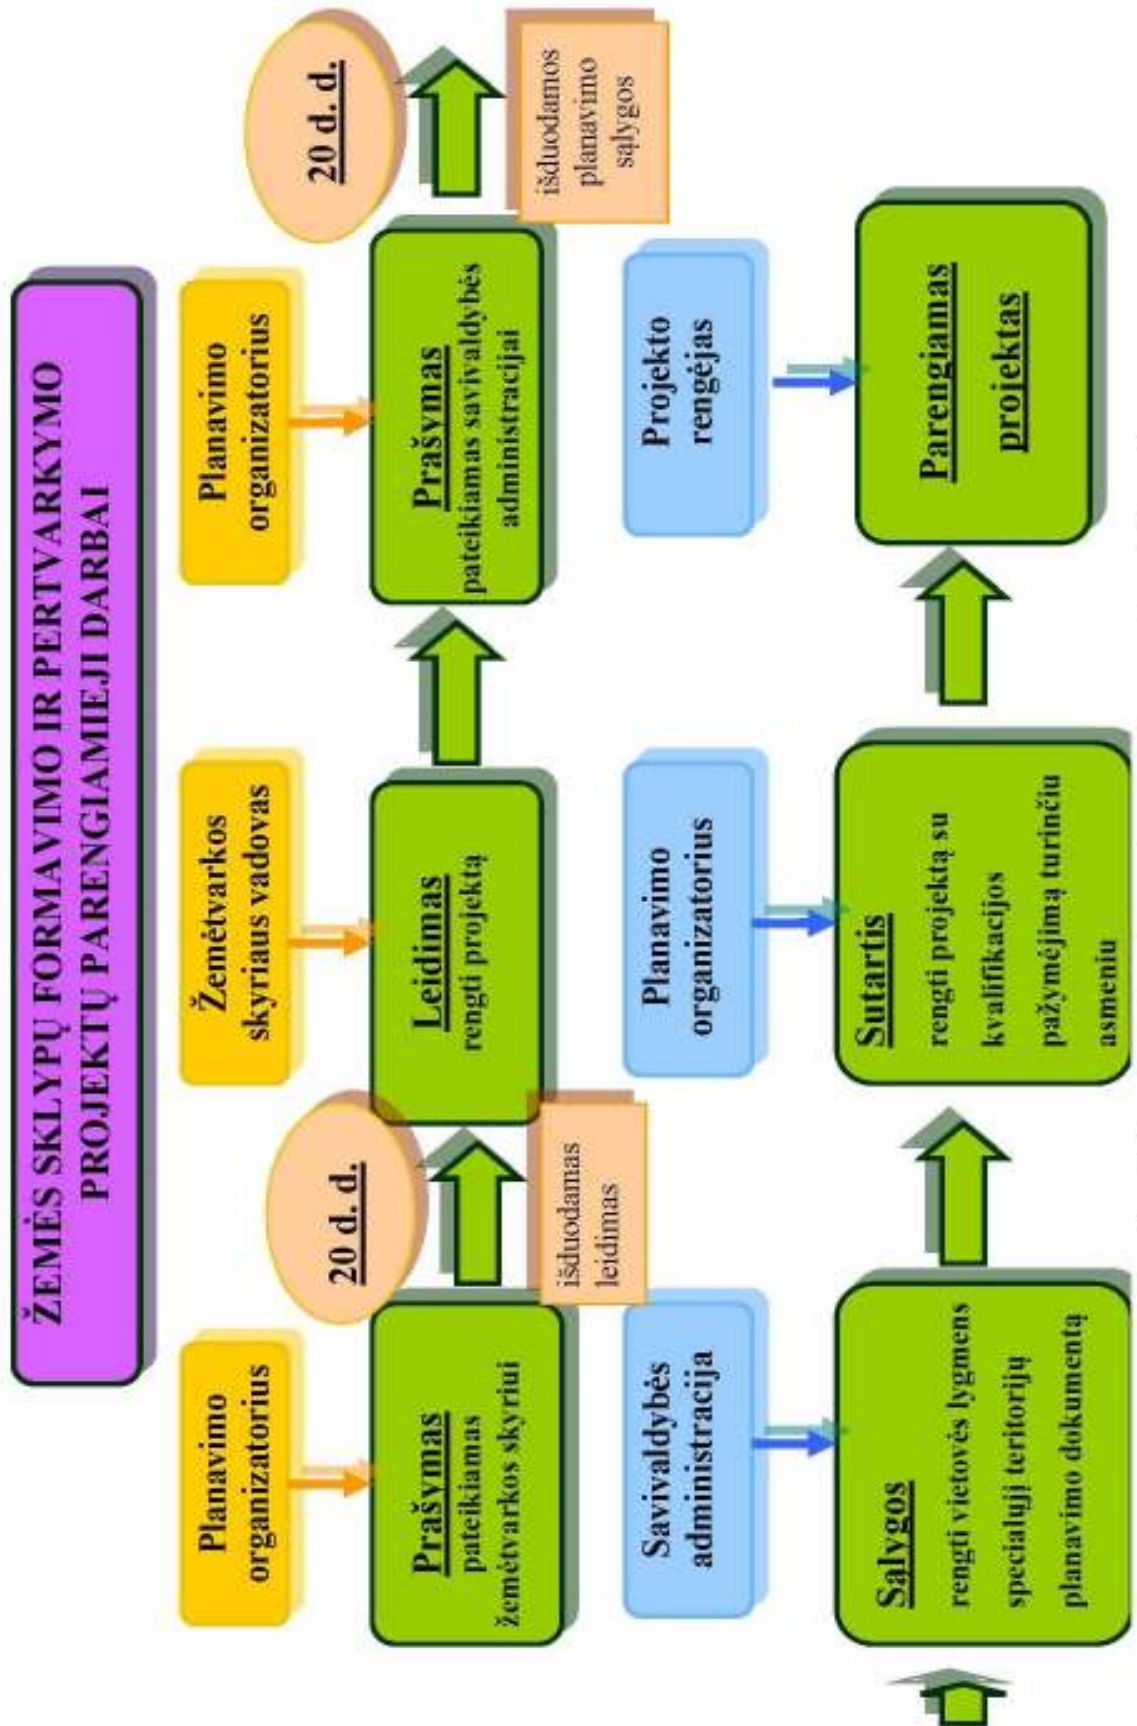 ŽEMĖS SKLYPŲ FORMAVIMO IR PERTVARKYMO
PROJEKTŲ PARENGIAMIEJI DARBAI
Planavimo
organizatorius
Prašymas
pateikiamas
žemėtvarkos skyriui
20 d. d.
išduodamas
leidimas
Žemėtvarkos
skyriaus vadovas
Leidimas
rengti projektą
Planavimo
organizatorius
Prašymas
pateikiamas savivaldybės
administracijai
20 d. d.
išduodamos
planavimo
sąlygos
Savivaldybės
administracija
Sąlygos
rengti vietovės lygmens
specialųjį teritorijų
planavimo dokumentą
Planavimo
organizatorius
Sutartis
rengti projektą su
kvalifikacijos
pažymėjimą turinčiu
asmeniu
Projekto
rengėjas
Parengiamas
projektas